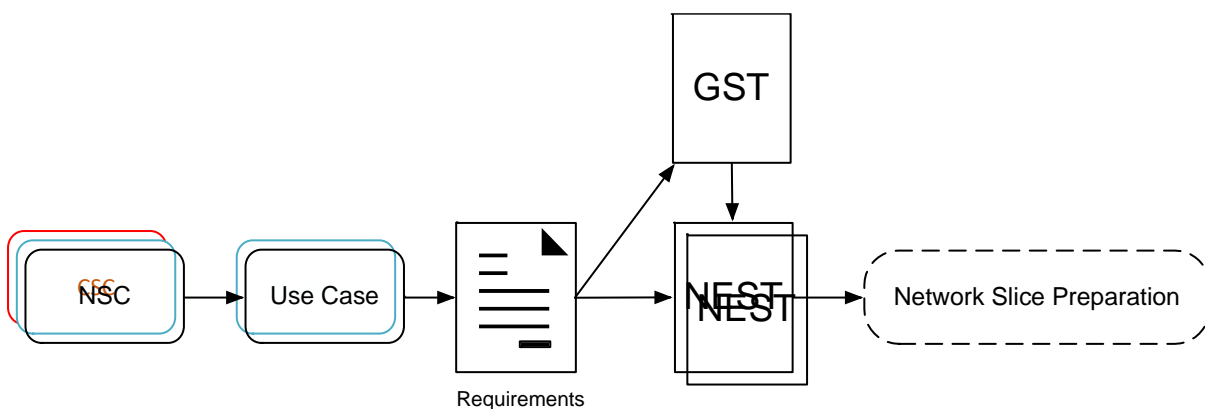 GST
CSC
NSC
Use Case
NEST
NEST
Network Slice Preparation
Requirements